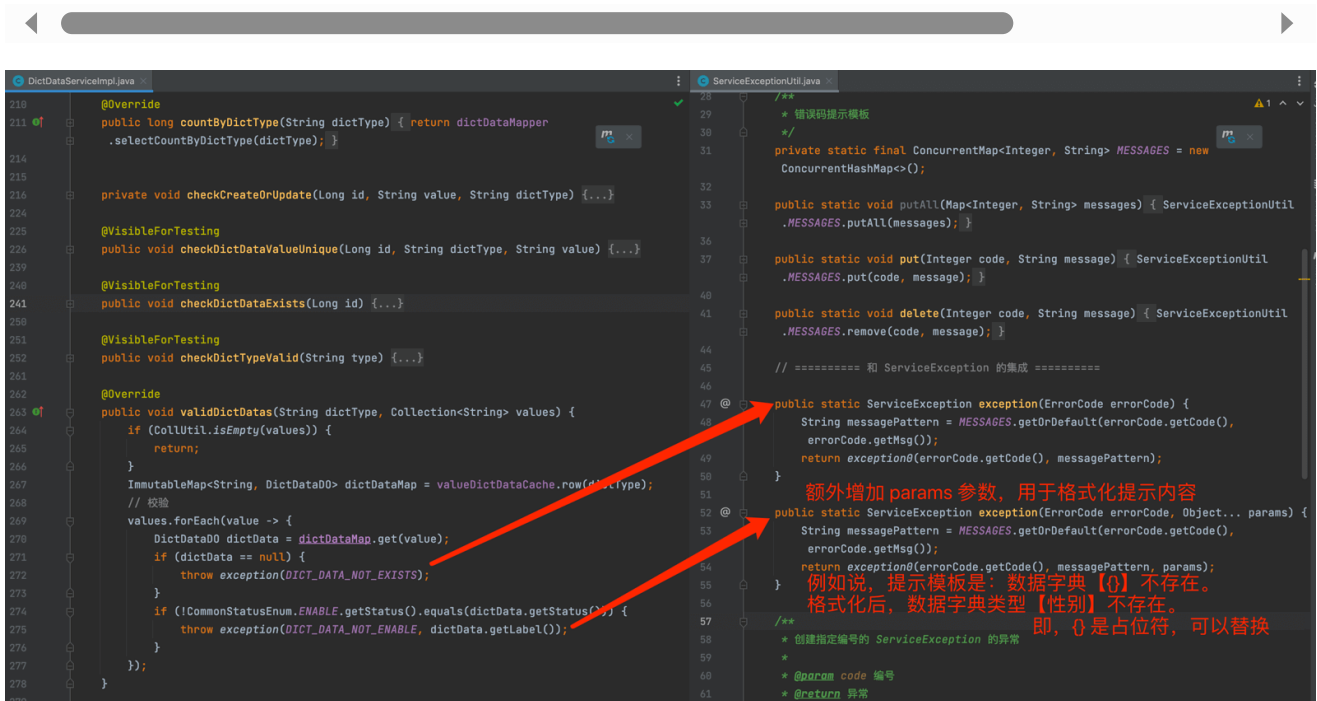 DictDataServiceImpl.java
210 @Override
211 public long countByDictType(String dictType) { return dictDataMapper
.selectCountByDictType(dictType); }
214
215
216 private void checkCreateOrUpdate(Long id, String value, String dictType) {...}
224
225 @VisibleForTesting
226 public void checkDictDataValueUnique(Long id, String dictType, String value) {...}
239
240 @VisibleForTesting
241 public void checkDictDataExists(Long id) {...}
250
251 @VisibleForTesting
252 public void checkDictTypeValid(String type) {...}
261
262 @Override
263 public void validDictDatas(String dictType, Collection<String> values) {
264 if (CollUtil.isEmpty(values)) {
265 return;
266 }
267 ImmutableMap<String, DictDataDO> dictDataMap = valueDictDataCache.row(dictType);
268 // 校验
269 values.forEach(value -> {
270 DictDataDO dictData = dictDataMap.get(value);
271 if (dictData == null) {
272 throw exception(DICT_DATA_NOT_EXISTS);
273 }
274 if (!CommonStatusEnum.ENABLE.getStatus().equals(dictData.getStatus())) {
275 throw exception(DICT_DATA_NOT_ENABLE, dictData.getLabel());
276 }
277 });
278 }
ServiceExceptionUtil.java
28 /**
29 * 错误码提示模板
30 */
31 private static final ConcurrentMap<Integer, String> MESSAGES = new
ConcurrentHashMap<>();
32
33 public static void putAll(Map<Integer, String> messages) { ServiceExceptionUtil
.MESSAGES.putAll(messages); }
36
37 public static void put(Integer code, String message) { ServiceExceptionUtil
.MESSAGES.put(code, message); }
40
41 public static void delete(Integer code, String message) { ServiceExceptionUtil
.MESSAGES.remove(code, message); }
44
45 // ========== 和 ServiceException 的集成 ==========
46
47 @ public static ServiceException exception(ErrorCode errorCode) {
48 String messagePattern = MESSAGES.getOrDefault(errorCode.getCode(),
errorCode.getMsg());
49 return exception0(errorCode.getCode(), messagePattern);
50 }
51 额外增加 params 参数，用于格式化提示内容
52 @ public static ServiceException exception(ErrorCode errorCode, Object... params) {
53 String messagePattern = MESSAGES.getOrDefault(errorCode.getCode(),
errorCode.getMsg());
54 return exception0(errorCode.getCode(), messagePattern, params);
55 } 例如说，提示模板是：数据字典【{}】不存在。
56 格式化后，数据字典类型【性别】不存在。
57 /** 即，{} 是占位符，可以替换
58 * 创建指定编号的 ServiceException 的异常
59 *
60 * @param code 编号
61 * @return 异常
1